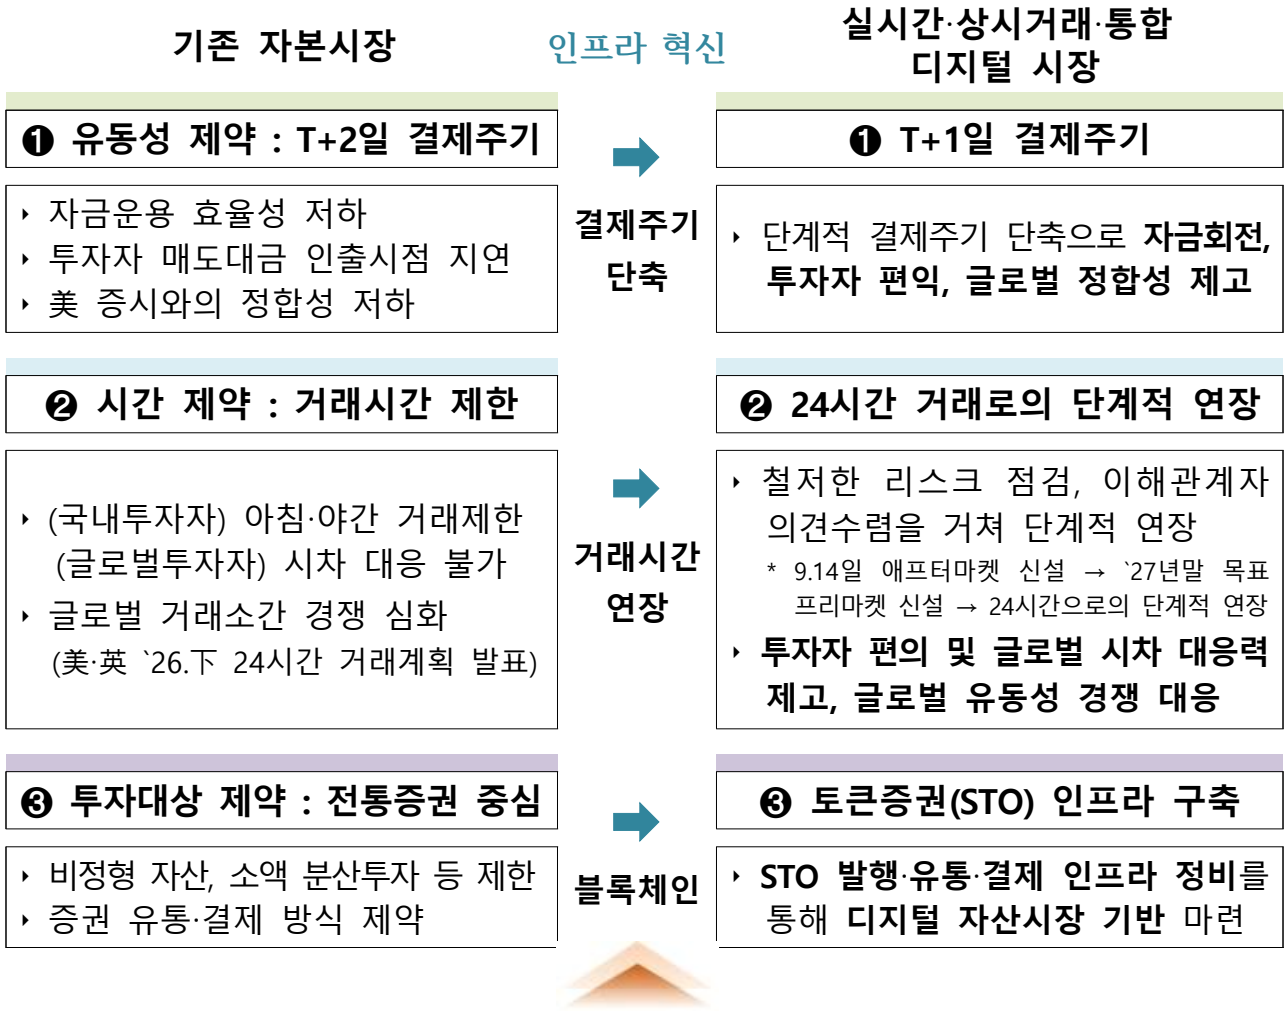 기존 자본시장
인프라 혁신
실시간·상시거래·통합
디지털 시장
❶ 유동성 제약 : T+2일 결제주기
❶ T+1일 결제주기
‣ 자금운용 효율성 저하
‣ 투자자 매도대금 인출시점 지연
‣ 美 증시와의 정합성 저하
결제주기
단축
‣ 단계적 결제주기 단축으로 자금회전,
투자자 편익, 글로벌 정합성 제고
❷ 시간 제약 : 거래시간 제한
❷ 24시간 거래로의 단계적 연장
‣ (국내투자자) 아침·야간 거래제한
(글로벌투자자) 시차 대응 불가
‣ 글로벌 거래소간 경쟁 심화
(美·英 `26.下 24시간 거래계획 발표)
거래시간
연장
‣ 철저한 리스크 점검, 이해관계자
의견수렴을 거쳐 단계적 연장
* 9.14일 애프터마켓 신설 → `27년말 목표
프리마켓 신설 → 24시간으로의 단계적 연장
‣ 투자자 편의 및 글로벌 시차 대응력
제고, 글로벌 유동성 경쟁 대응
❸ 투자대상 제약 : 전통증권 중심
❸ 토큰증권(STO) 인프라 구축
‣ 비정형 자산, 소액 분산투자 등 제한
‣ 증권 유통·결제 방식 제약
블록체인
‣ STO 발행·유통·결제 인프라 정비를
통해 디지털 자산시장 기반 마련